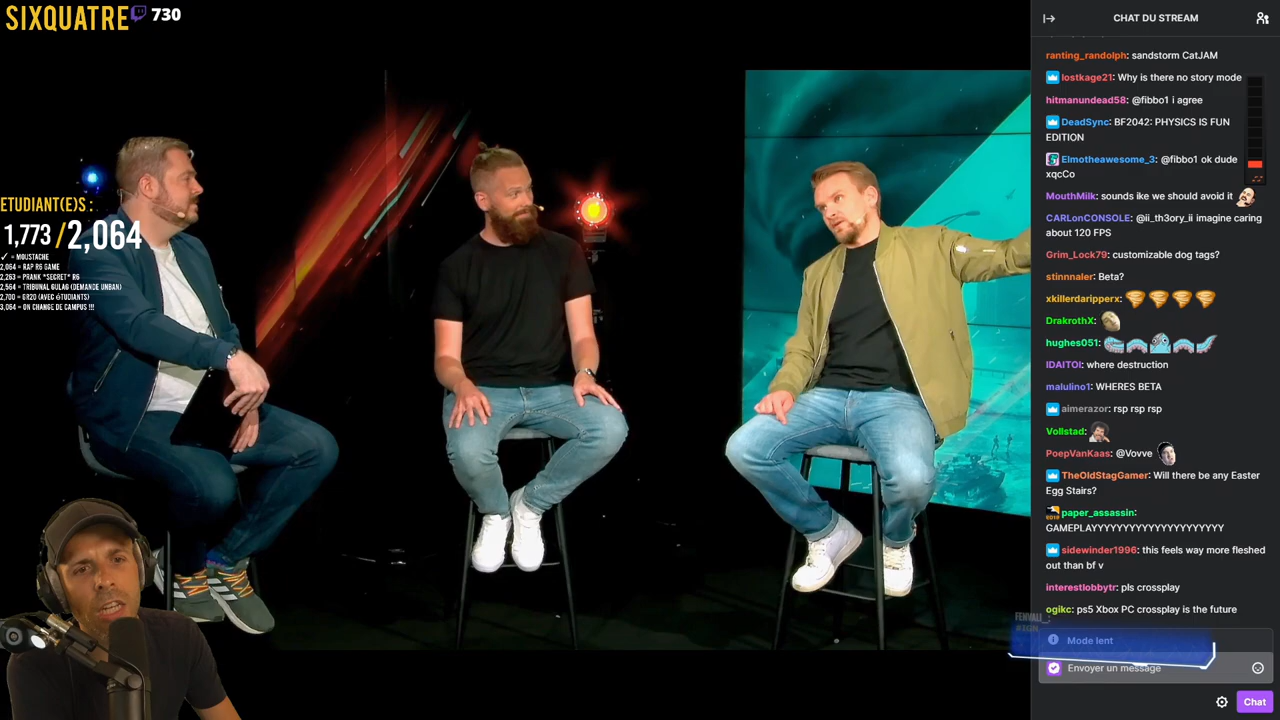 SIXQUATRE 730
ETUDIANT(E)S :
1,773 / 2,064
✓ = MOUSTACHE
2,064 = RAP R6 GAME
2,263 = PRANK *SECRET* R6
2,564 = TRIBUNAL GULAG (DEMANDE UNBAN)
2,700 = GR20 (AVEC ÉTUDIANTS)
3,064 = ON CHANGE DE CAMPUS !!!
CHAT DU STREAM
ranting_randolph: sandstorm CatJAM
lostkage21: Why is there no story mode
hitmanundead58: @fibbo1 i agree
DeadSync: BF2042: PHYSICS IS FUN
EDITION
Elmotheawesome_3: @fibbo1 ok dude
xqcCo
MouthMilk: sounds ike we should avoid it
CARLonCONSOLE: @ii_th3ory_ii imagine caring
about 120 FPS
Grim_Lock79: customizable dog tags?
stinnnaler: Beta?
xkillerdaripperx:
DrakrothX:
hughes051:
IDAITOI: where destruction
malulino1: WHERES BETA
aimerazor: rsp rsp rsp
Vollstad:
PoepVanKaas: @Vovve
TheOldStagGamer: Will there be any Easter
Egg Stairs?
paper_assassin:
GAMEPLAYYYYYYYYYYYYYYYYYYYY
sidewinder1996: this feels way more fleshed
out than bf v
interestlobbytr: pls crossplay
ogikc: ps5 Xbox PC crossplay is the future
Mode lent
Envoyer un message
Chat